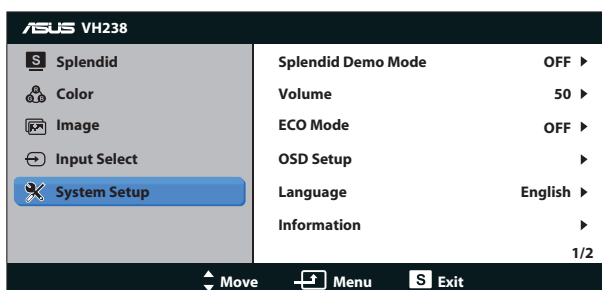 ASUS VH238
S Splendid
Color
Image
Input Select
System Setup
Splendid Demo Mode OFF
Volume 50
ECO Mode OFF
OSD Setup
Language English
Information
1/2
Move Menu S Exit